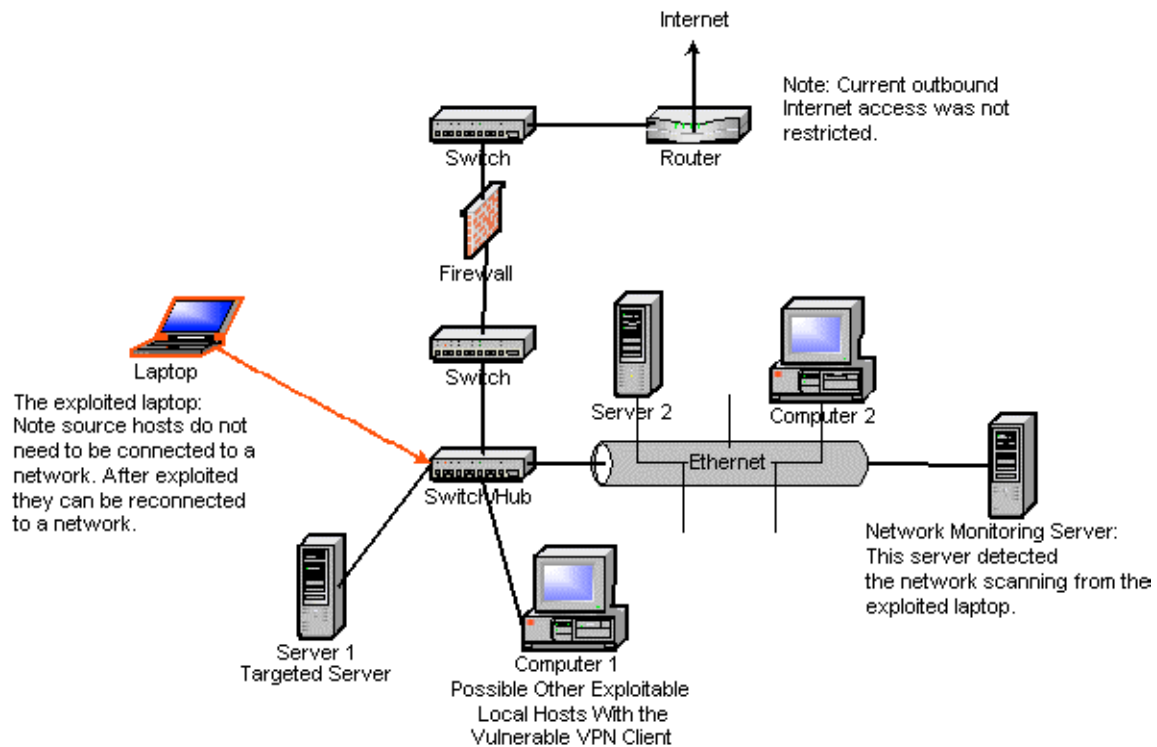 Internet
Note: Current outbound
Internet access was not
restricted.
Switch
Router
Firewall
Laptop
Switch
Server 2
Computer 2
The exploited laptop:
Note source hosts do not
need to be connected to a
network. After exploited
they can be reconnected
to a network.
Ethernet
Switch/Hub
Network Monitoring Server:
This server detected
the network scanning from the
exploited laptop.
Server 1
Targeted Server
Computer 1
Possible Other Exploitable
Local Hosts With the
Vulnerable VPN Client